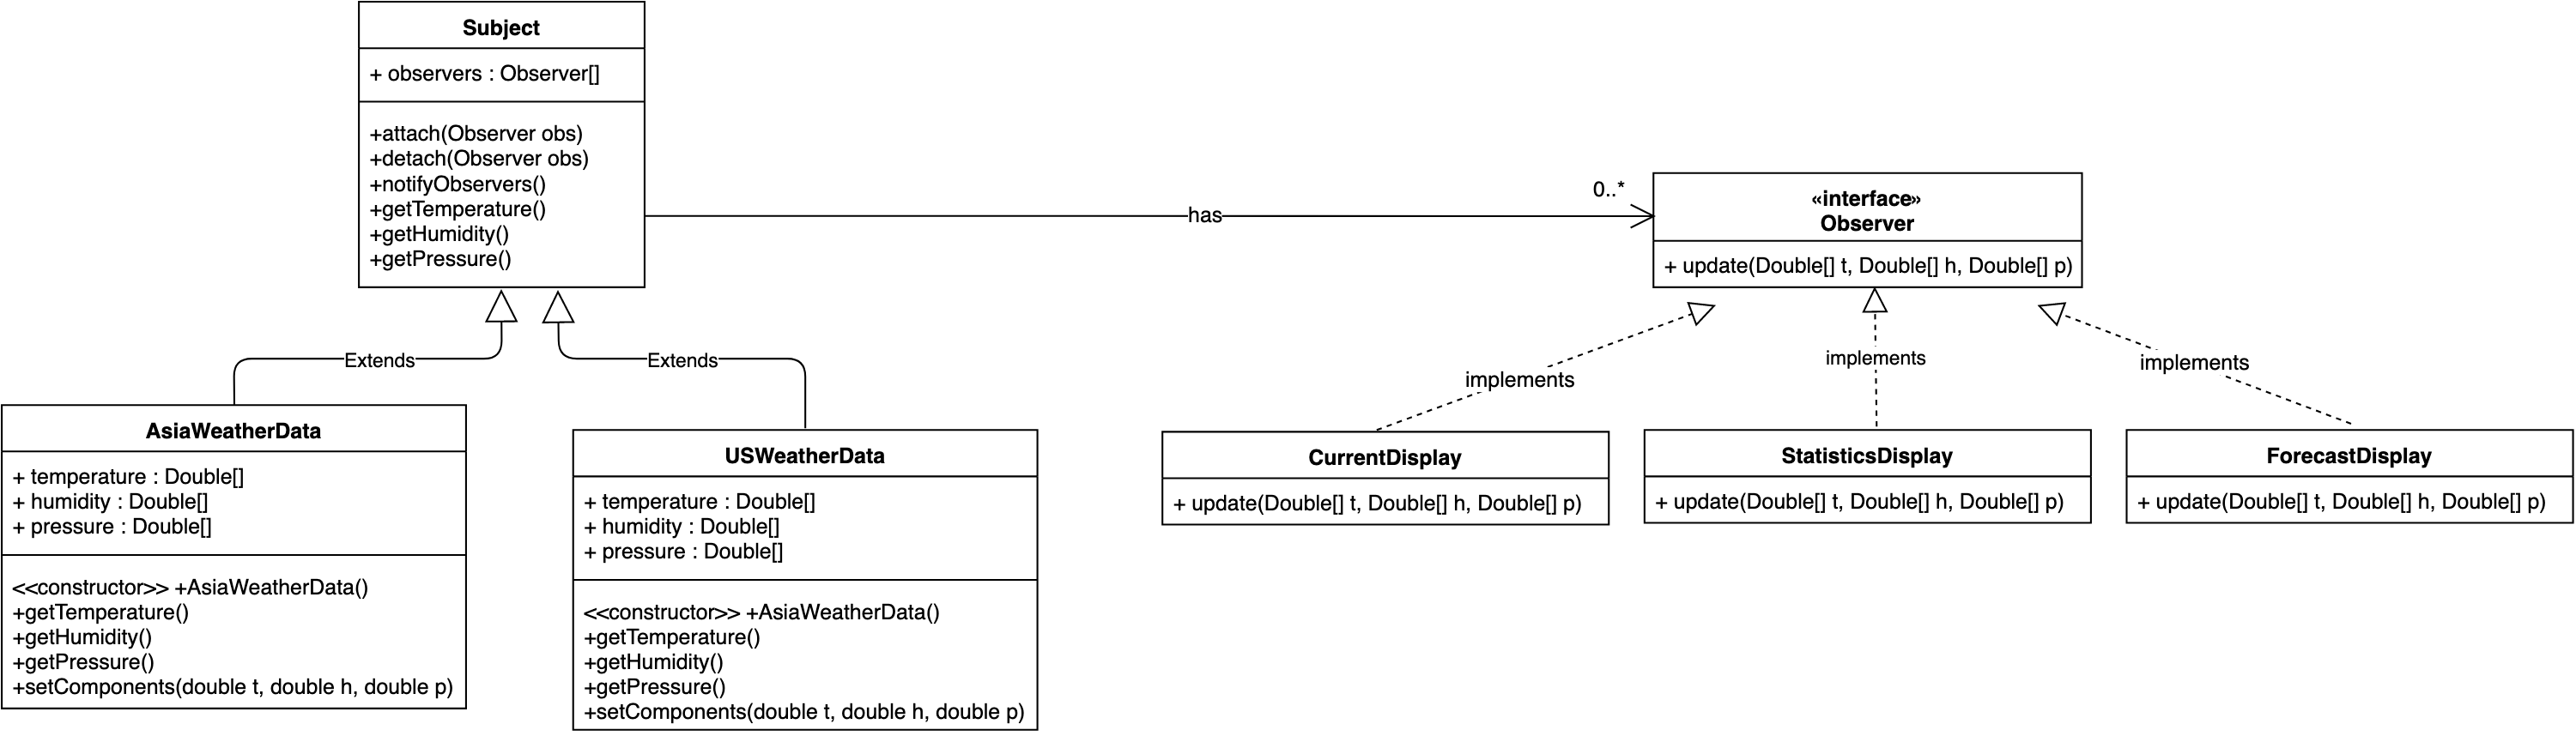 Subject
+ observers : Observer[]
+attach(Observer obs)
+detach(Observer obs)
+notifyObservers()
+getTemperature()
+getHumidity()
+getPressure()
has
0..*
«interface»
Observer
+ update(Double[] t, Double[] h, Double[] p)
Extends
Extends
implements
implements
implements
AsiaWeatherData
+ temperature : Double[]
+ humidity : Double[]
+ pressure : Double[]
<<constructor>> +AsiaWeatherData()
+getTemperature()
+getHumidity()
+getPressure()
+setComponents(double t, double h, double p)
USWeatherData
+ temperature : Double[]
+ humidity : Double[]
+ pressure : Double[]
<<constructor>> +AsiaWeatherData()
+getTemperature()
+getHumidity()
+getPressure()
+setComponents(double t, double h, double p)
CurrentDisplay
+ update(Double[] t, Double[] h, Double[] p)
StatisticsDisplay
+ update(Double[] t, Double[] h, Double[] p)
ForecastDisplay
+ update(Double[] t, Double[] h, Double[] p)